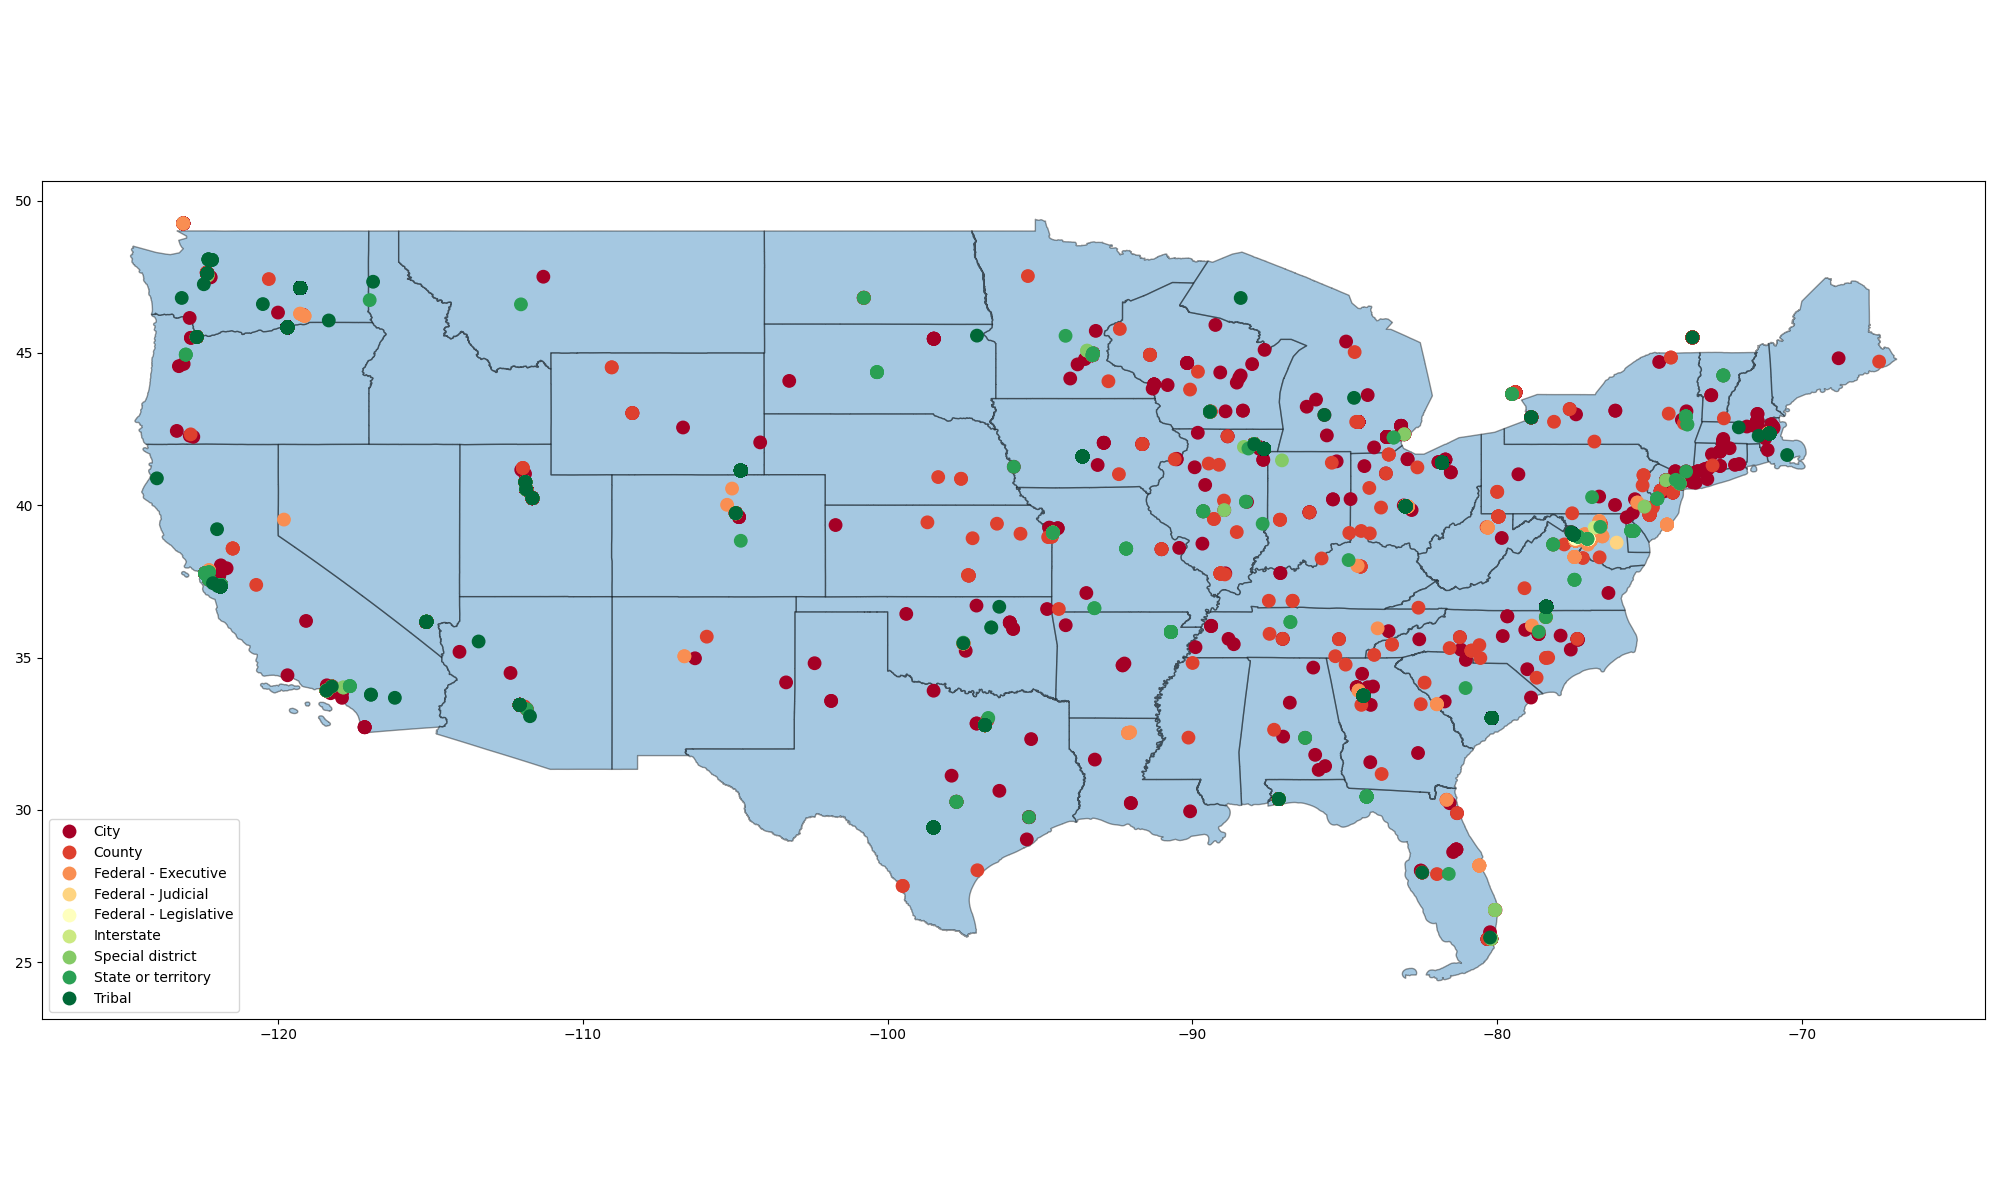 50
45
40
35
30
25
City
County
Federal - Executive
Federal - Judicial
Federal - Legislative
Interstate
Special district
State or territory
Tribal
−120
−110
−100
−90
−80
−70